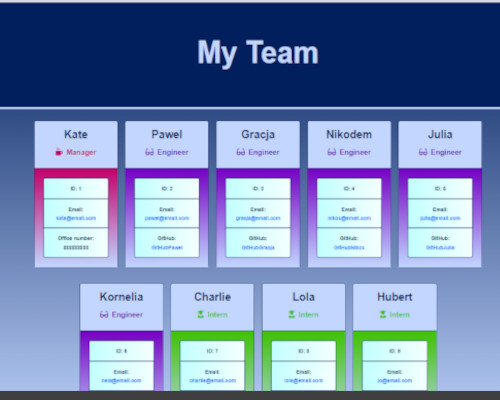 My Team
Kate
Manager
ID: 1
Email:
kate@email.com
Office number:
Pawel
Engineer
ID: 2
Email:
pawel@email.com
GitHub:
GitHubPawel
Gracja
Engineer
ID: 3
Email:
gracja@email.com
GitHub:
GitHubGracja
Nikodem
Engineer
ID: 4
Email:
nikos@email.com
GitHub:
GitHubNikos
Julia
Engineer
ID: 5
Email:
julia@email.com
GitHub:
GitHubJulia
Kornelia
Engineer
ID: 6
Email:
nela@email.com
Charlie
Intern
ID: 7
Email:
charlie@email.com
Lola
Intern
ID: 8
Email:
lola@email.com
Hubert
Intern
ID: 9
Email: